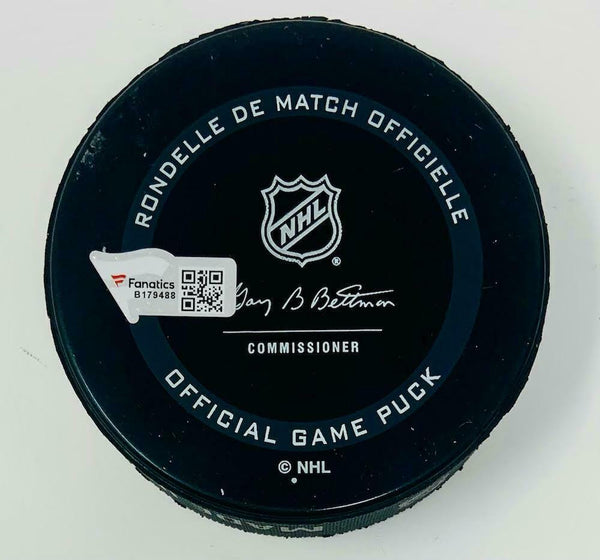 RONDELLE DE MATCH OFFICIELLE
NHL
®
Fanatics
B179488
Gary B Bettman
COMMISSIONER
OFFICIAL GAME PUCK
© NHL